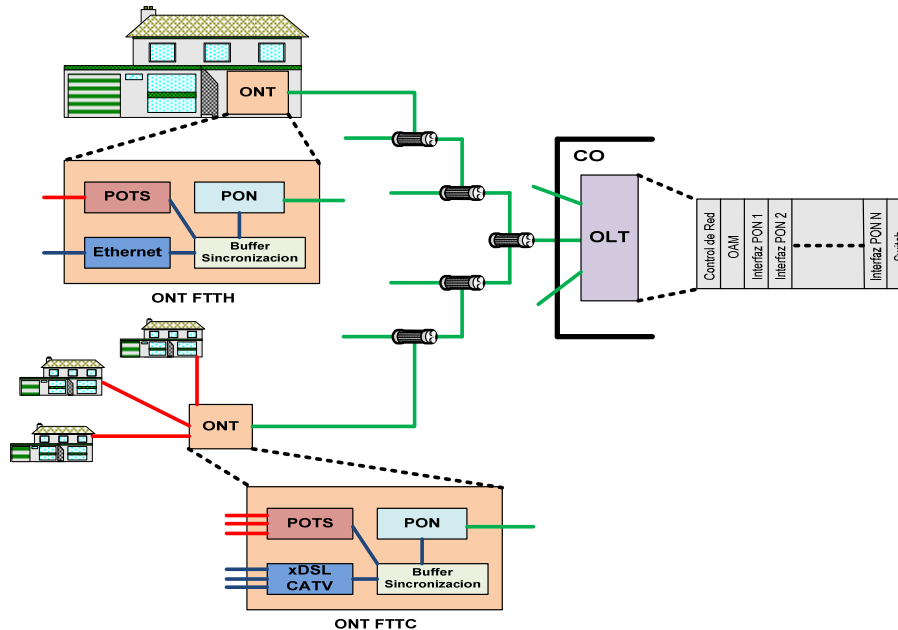 ONT
CO
OLT
Control de Red
OAM
Interfaz PON 1
Interfaz PON 2
Interfaz PON N
Switch
POTS
PON
Ethernet
Buffer
Sincronizacion
ONT FTTH
ONT
POTS
PON
xDSL
CATV
Buffer
Sincronizacion
ONT FTTC